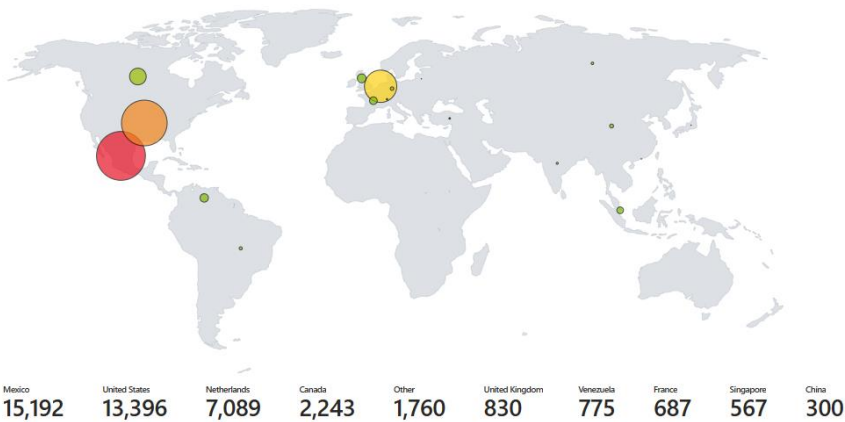 Mexico United States Netherlands Canada Other United Kingdom Venezuela France Singapore China
15,192 13,396 7,089 2,243 1,760 830 775 687 567 300